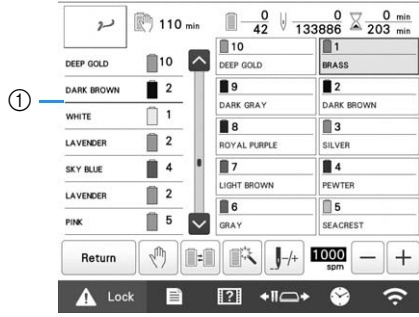 110 min
0
42
0
133886
0 min
203 min
DEEP GOLD 10
DARK BROWN 2
WHITE 1
LAVENDER 2
SKY BLUE 4
LAVENDER 2
PINK 5
10
DEEP GOLD
1
BRASS
9
DARK GRAY
2
DARK BROWN
8
ROYAL PURPLE
3
SILVER
7
LIGHT BROWN
4
PEWTER
6
GRAY
5
SEACREST
1
Return
-/+
1000
spm
− +
Lock
?